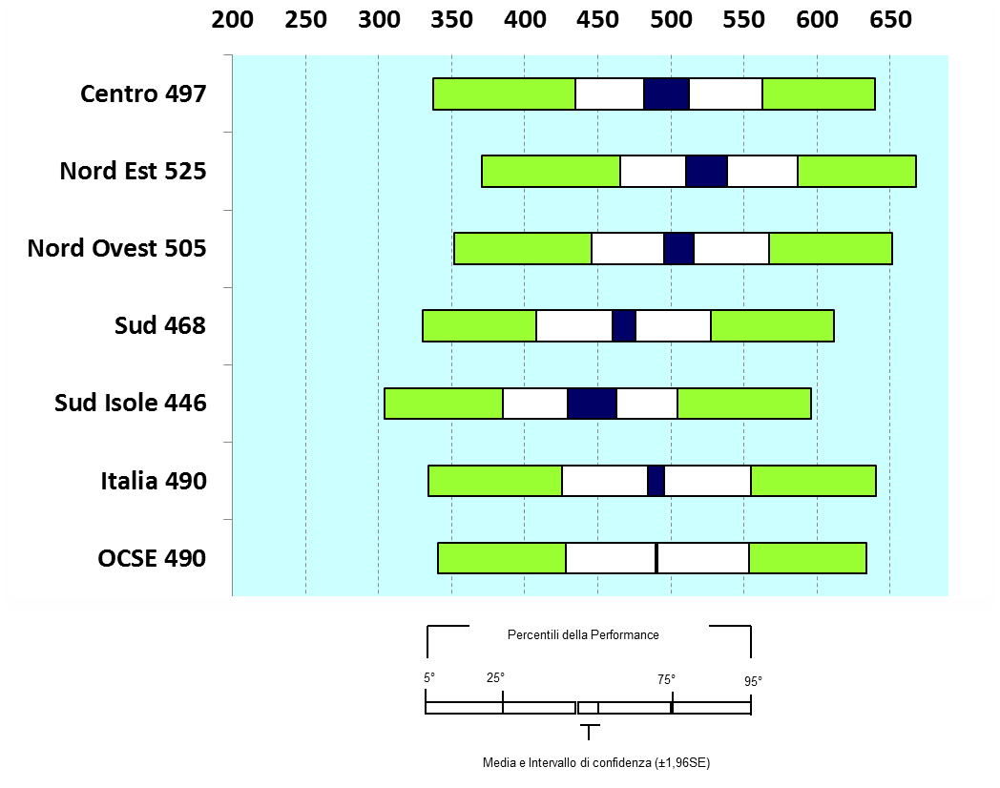 200 250 300 350 400 450 500 550 600 650
Centro 497
Nord Est 525
Nord Ovest 505
Sud 468
Sud Isole 446
Italia 490
OCSE 490
Percentili della Performance
5° 25° 75° 95°
Media e Intervallo di confidenza (±1,96SE)